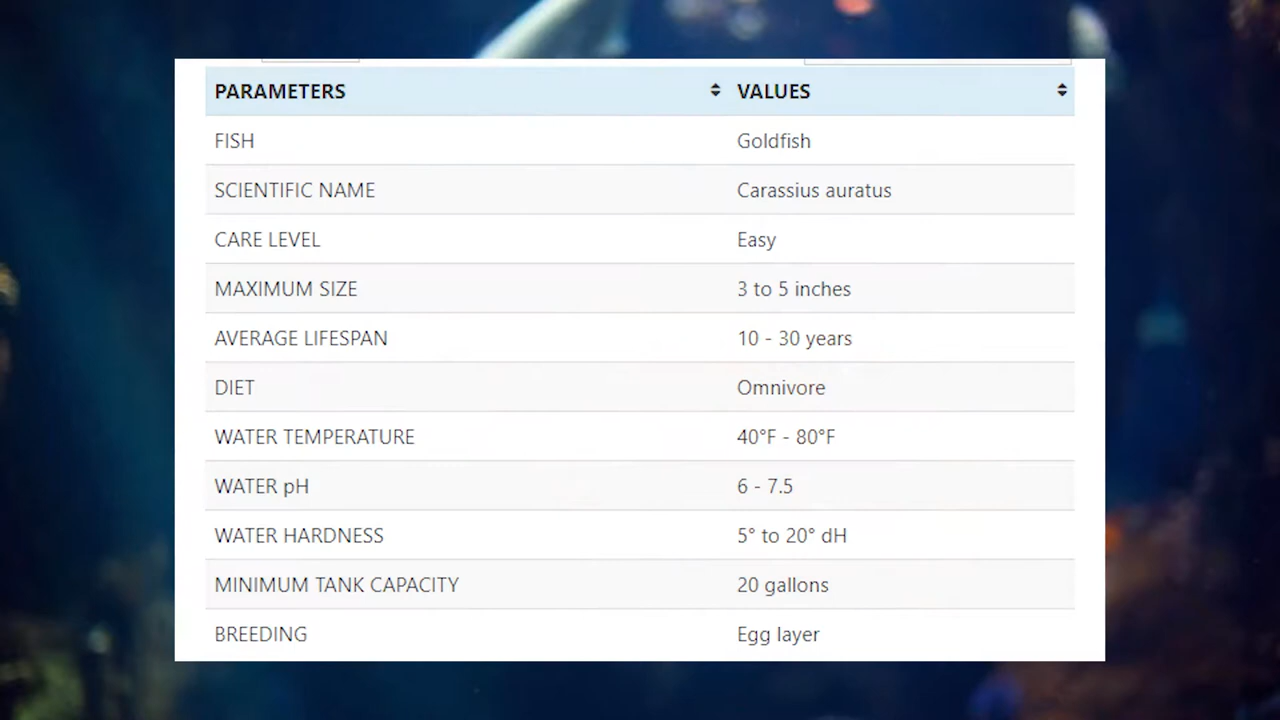 PARAMETERS VALUES
FISH Goldfish
SCIENTIFIC NAME Carassius auratus
CARE LEVEL Easy
MAXIMUM SIZE 3 to 5 inches
AVERAGE LIFESPAN 10 - 30 years
DIET Omnivore
WATER TEMPERATURE 40°F - 80°F
WATER pH 6 - 7.5
WATER HARDNESS 5° to 20° dH
MINIMUM TANK CAPACITY 20 gallons
BREEDING Egg layer